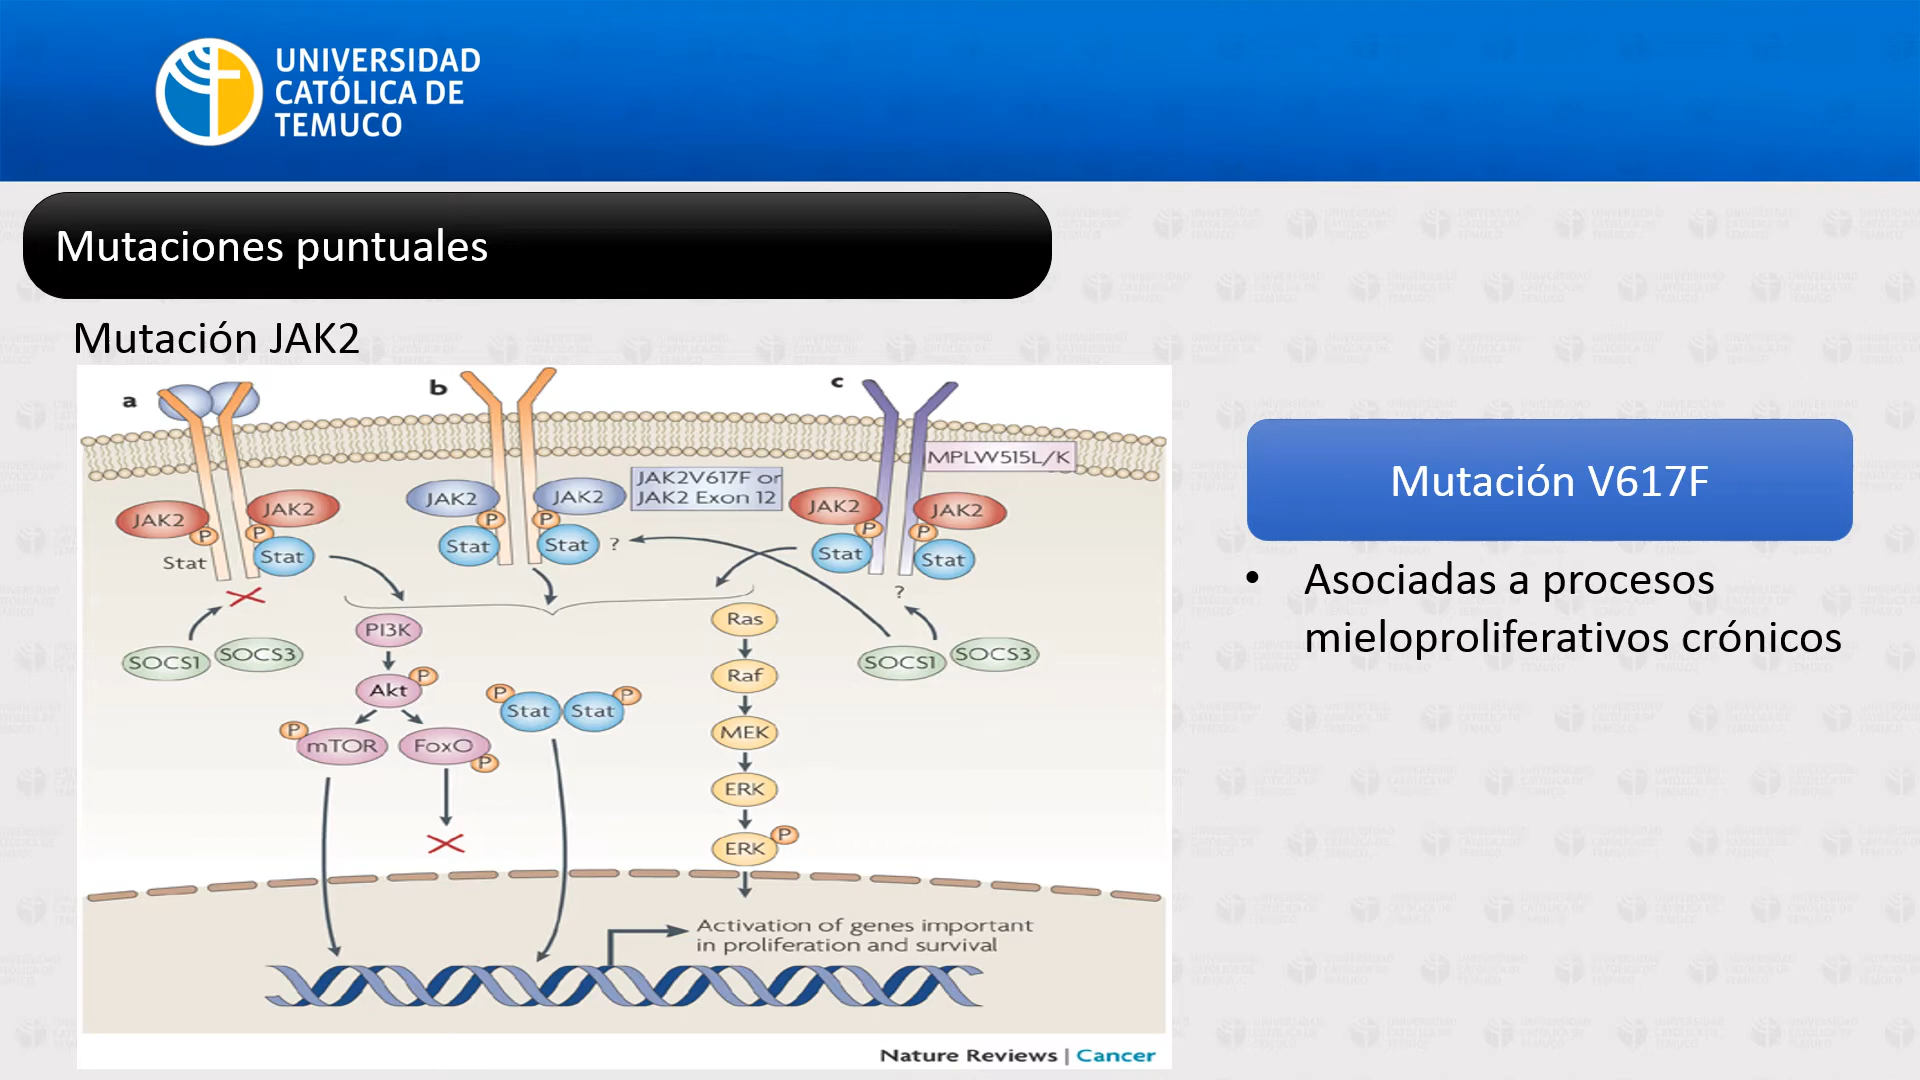 UNIVERSIDAD
CATÓLICA DE
TEMUCO
Mutaciones puntuales
Mutación JAK2
a
b
c
MPLW515L/K
JAK2V617F or
JAK2 Exon 12
JAK2
JAK2
JAK2
JAK2
JAK2
JAK2
P
P
P
P
P
P
Stat
Stat
Stat
Stat
?
Stat
Stat
?
SOCS1
SOCS3
PI3K
Akt
P
P
mTOR
FoxO
P
P
Stat
Stat
P
Ras
Raf
MEK
ERK
ERK
P
SOCS1
SOCS3
Activation of genes important
in proliferation and survival
Nature Reviews | Cancer
Mutación V617F
• Asociadas a procesos
mieloproliferativos crónicos